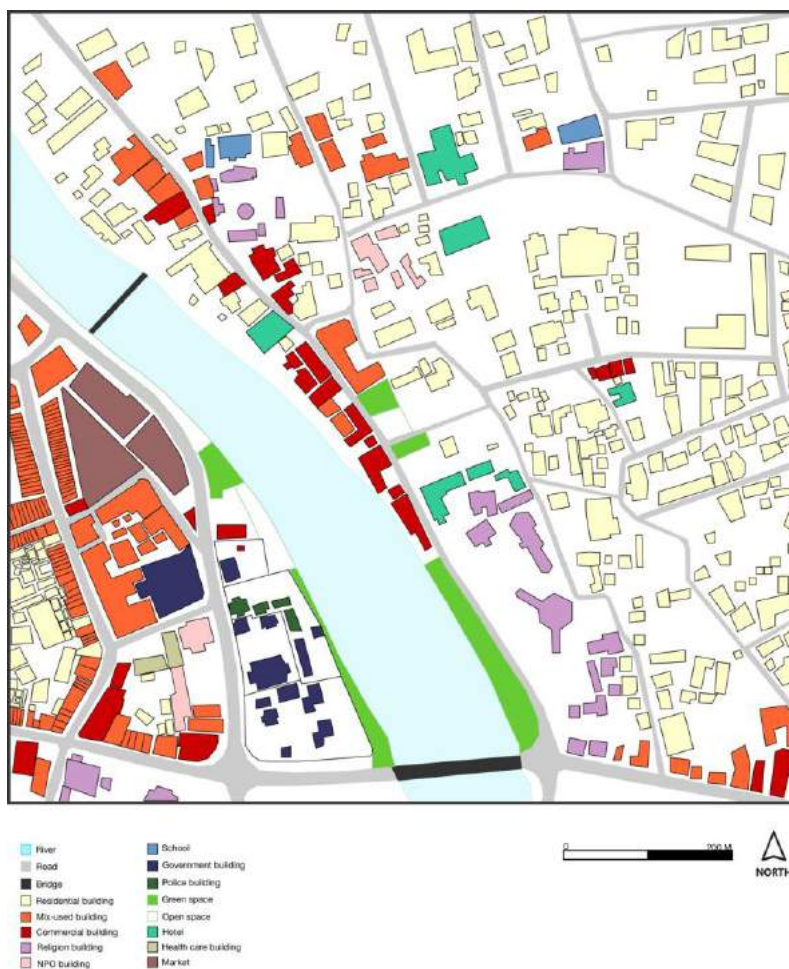 River
Road
Bridge
Residential building
Mix-used building
Commercial building
Religion building
NPO building
School
Government building
Police building
Green space
Open space
Hotel
Health care building
Market
0 200 M
NORTH